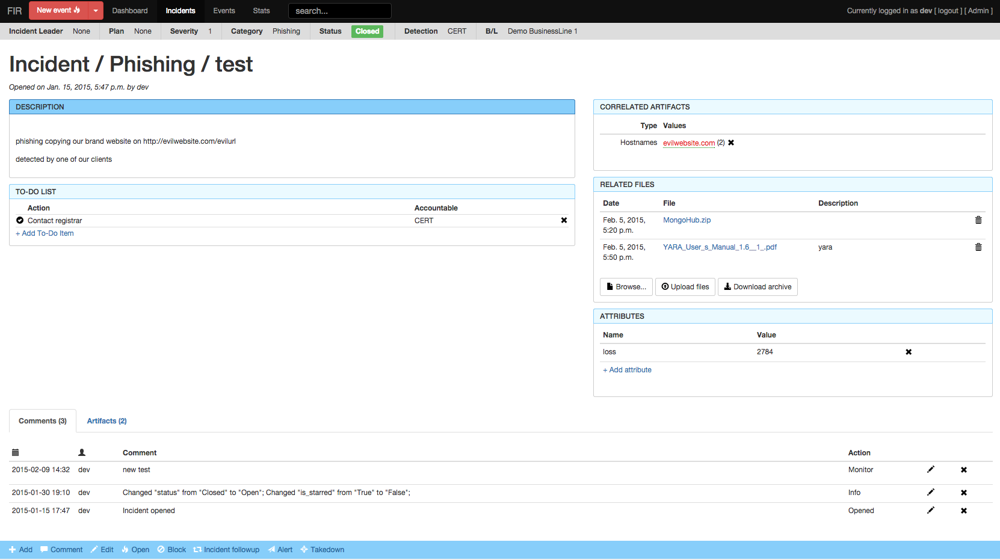 FIR New event Dashboard Incidents Events Stats search... Currently logged in as dev [ logout ] [ Admin ]
Incident Leader None Plan None Severity 1 Category Phishing Status Closed Detection CERT B/L Demo BusinessLine 1
Incident / Phishing / test
Opened on Jan. 15, 2015, 5:47 p.m. by dev
DESCRIPTION
phishing copying our brand website on http://evilwebsite.com/evilurl
detected by one of our clients
TO-DO LIST
Action Accountable
Contact registrar CERT
+ Add To-Do Item
CORRELATED ARTIFACTS
Type Values
Hostnames evilwebsite.com (2)
RELATED FILES
Date File Description
Feb. 5, 2015, MongoHub.zip
5:20 p.m.
Feb. 5, 2015, YARA_User_s_Manual_1.6__1_.pdf yara
5:50 p.m.
Browse... Upload files Download archive
ATTRIBUTES
Name Value
loss 2784
+ Add attribute
Comments (3) Artifacts (2)
Comment Action
2015-02-09 14:32 dev new test Monitor
2015-01-30 19:10 dev Changed "status" from "Closed" to "Open"; Changed "is_starred" from "True" to "False"; Info
2015-01-15 17:47 dev Incident opened Opened
Add Comment Edit Open Block Incident followup Alert Takedown